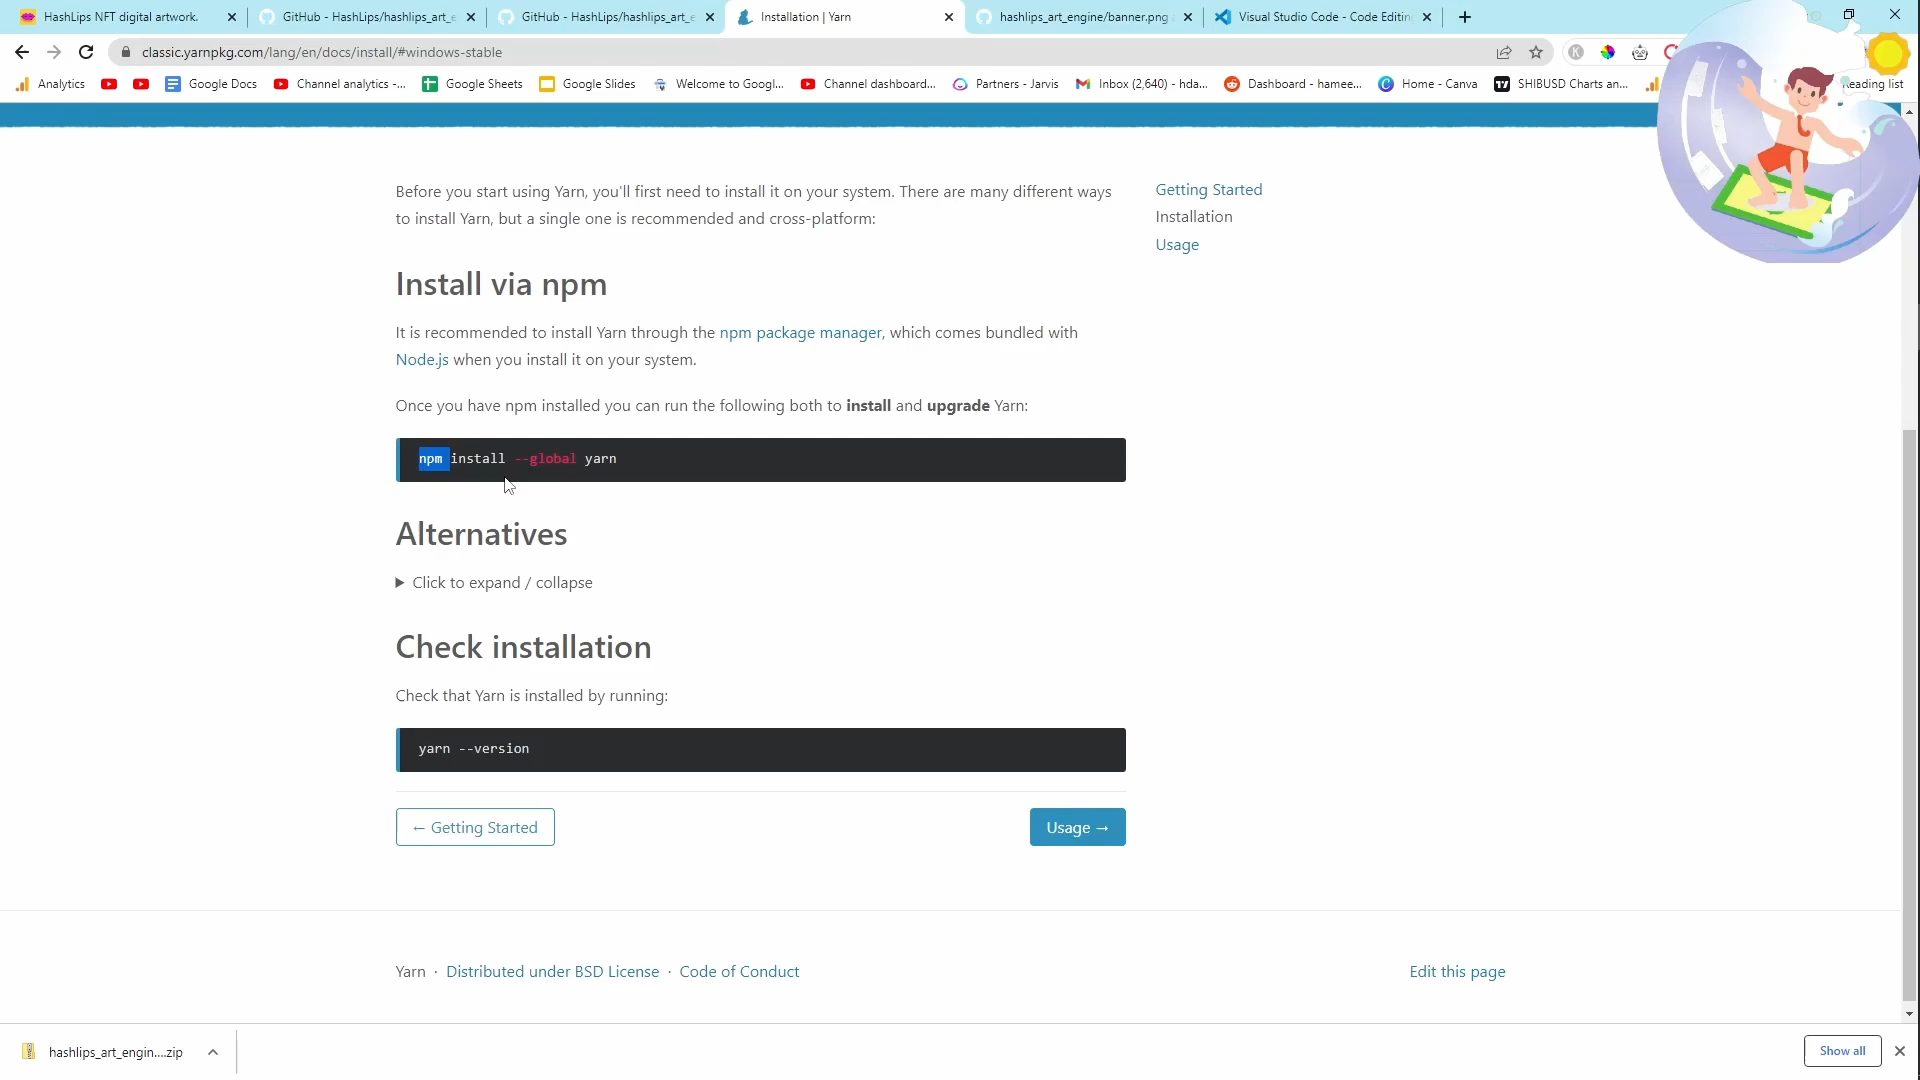 HashLips NFT digital artwork.
GitHub - HashLips/hashlips_art_e
GitHub - HashLips/hashlips_art_e
Installation | Yarn
hashlips_art_engine/banner.png
Visual Studio Code - Code Editin
classic.yarnpkg.com/lang/en/docs/install/#windows-stable
Analytics
Google Docs
Channel analytics -...
Google Sheets
Google Slides
Welcome to Googl...
Channel dashboard...
Partners - Jarvis
Inbox (2,640) - hda...
Dashboard - hamee...
Home - Canva
SHIBUSD Charts an...
Reading list
Before you start using Yarn, you'll first need to install it on your system. There are many different ways
to install Yarn, but a single one is recommended and cross-platform:
Getting Started
Installation
Usage
Install via npm
It is recommended to install Yarn through the npm package manager, which comes bundled with
Node.js when you install it on your system.
Once you have npm installed you can run the following both to install and upgrade Yarn:
npm install --global yarn
Alternatives
Click to expand / collapse
Check installation
Check that Yarn is installed by running:
yarn --version
← Getting Started
Usage →
Yarn · Distributed under BSD License · Code of Conduct
Edit this page
hashlips_art_engin....zip
Show all